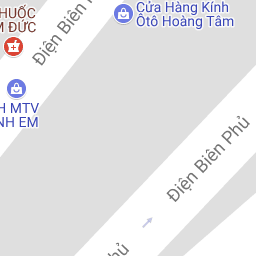 HUỐC
M ĐỨC
Cửa Hàng Kính
Ôtô Hoàng Tâm
Điện Biên
H MTV
NH EM
Điện Biên Phủ
hủ